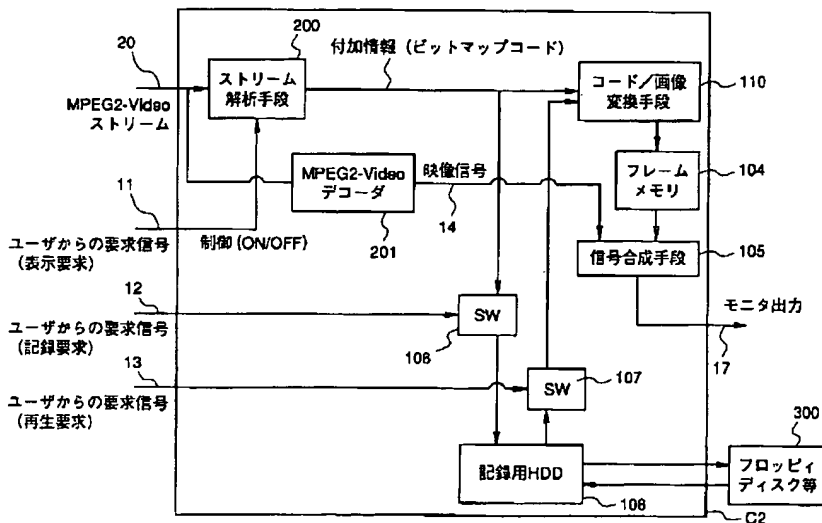 200
付加情報 (ビットマップコード)
20
ストリーム
解析手段
コード／画像
変換手段
110
MPEG2-Video
ストリーム
MPEG2-Video
デコーダ
映像信号
フレーム
メモリ
104
11
201
14
ユーザからの要求信号
(表示要求)
制御 (ON/OFF)
信号合成手段
105
12
SW
モニタ出力
ユーザからの要求信号
(記録要求)
106
17
13
SW
107
ユーザからの要求信号
(再生要求)
300
記録用HDD
フロッピィ
ディスク等
106
C2